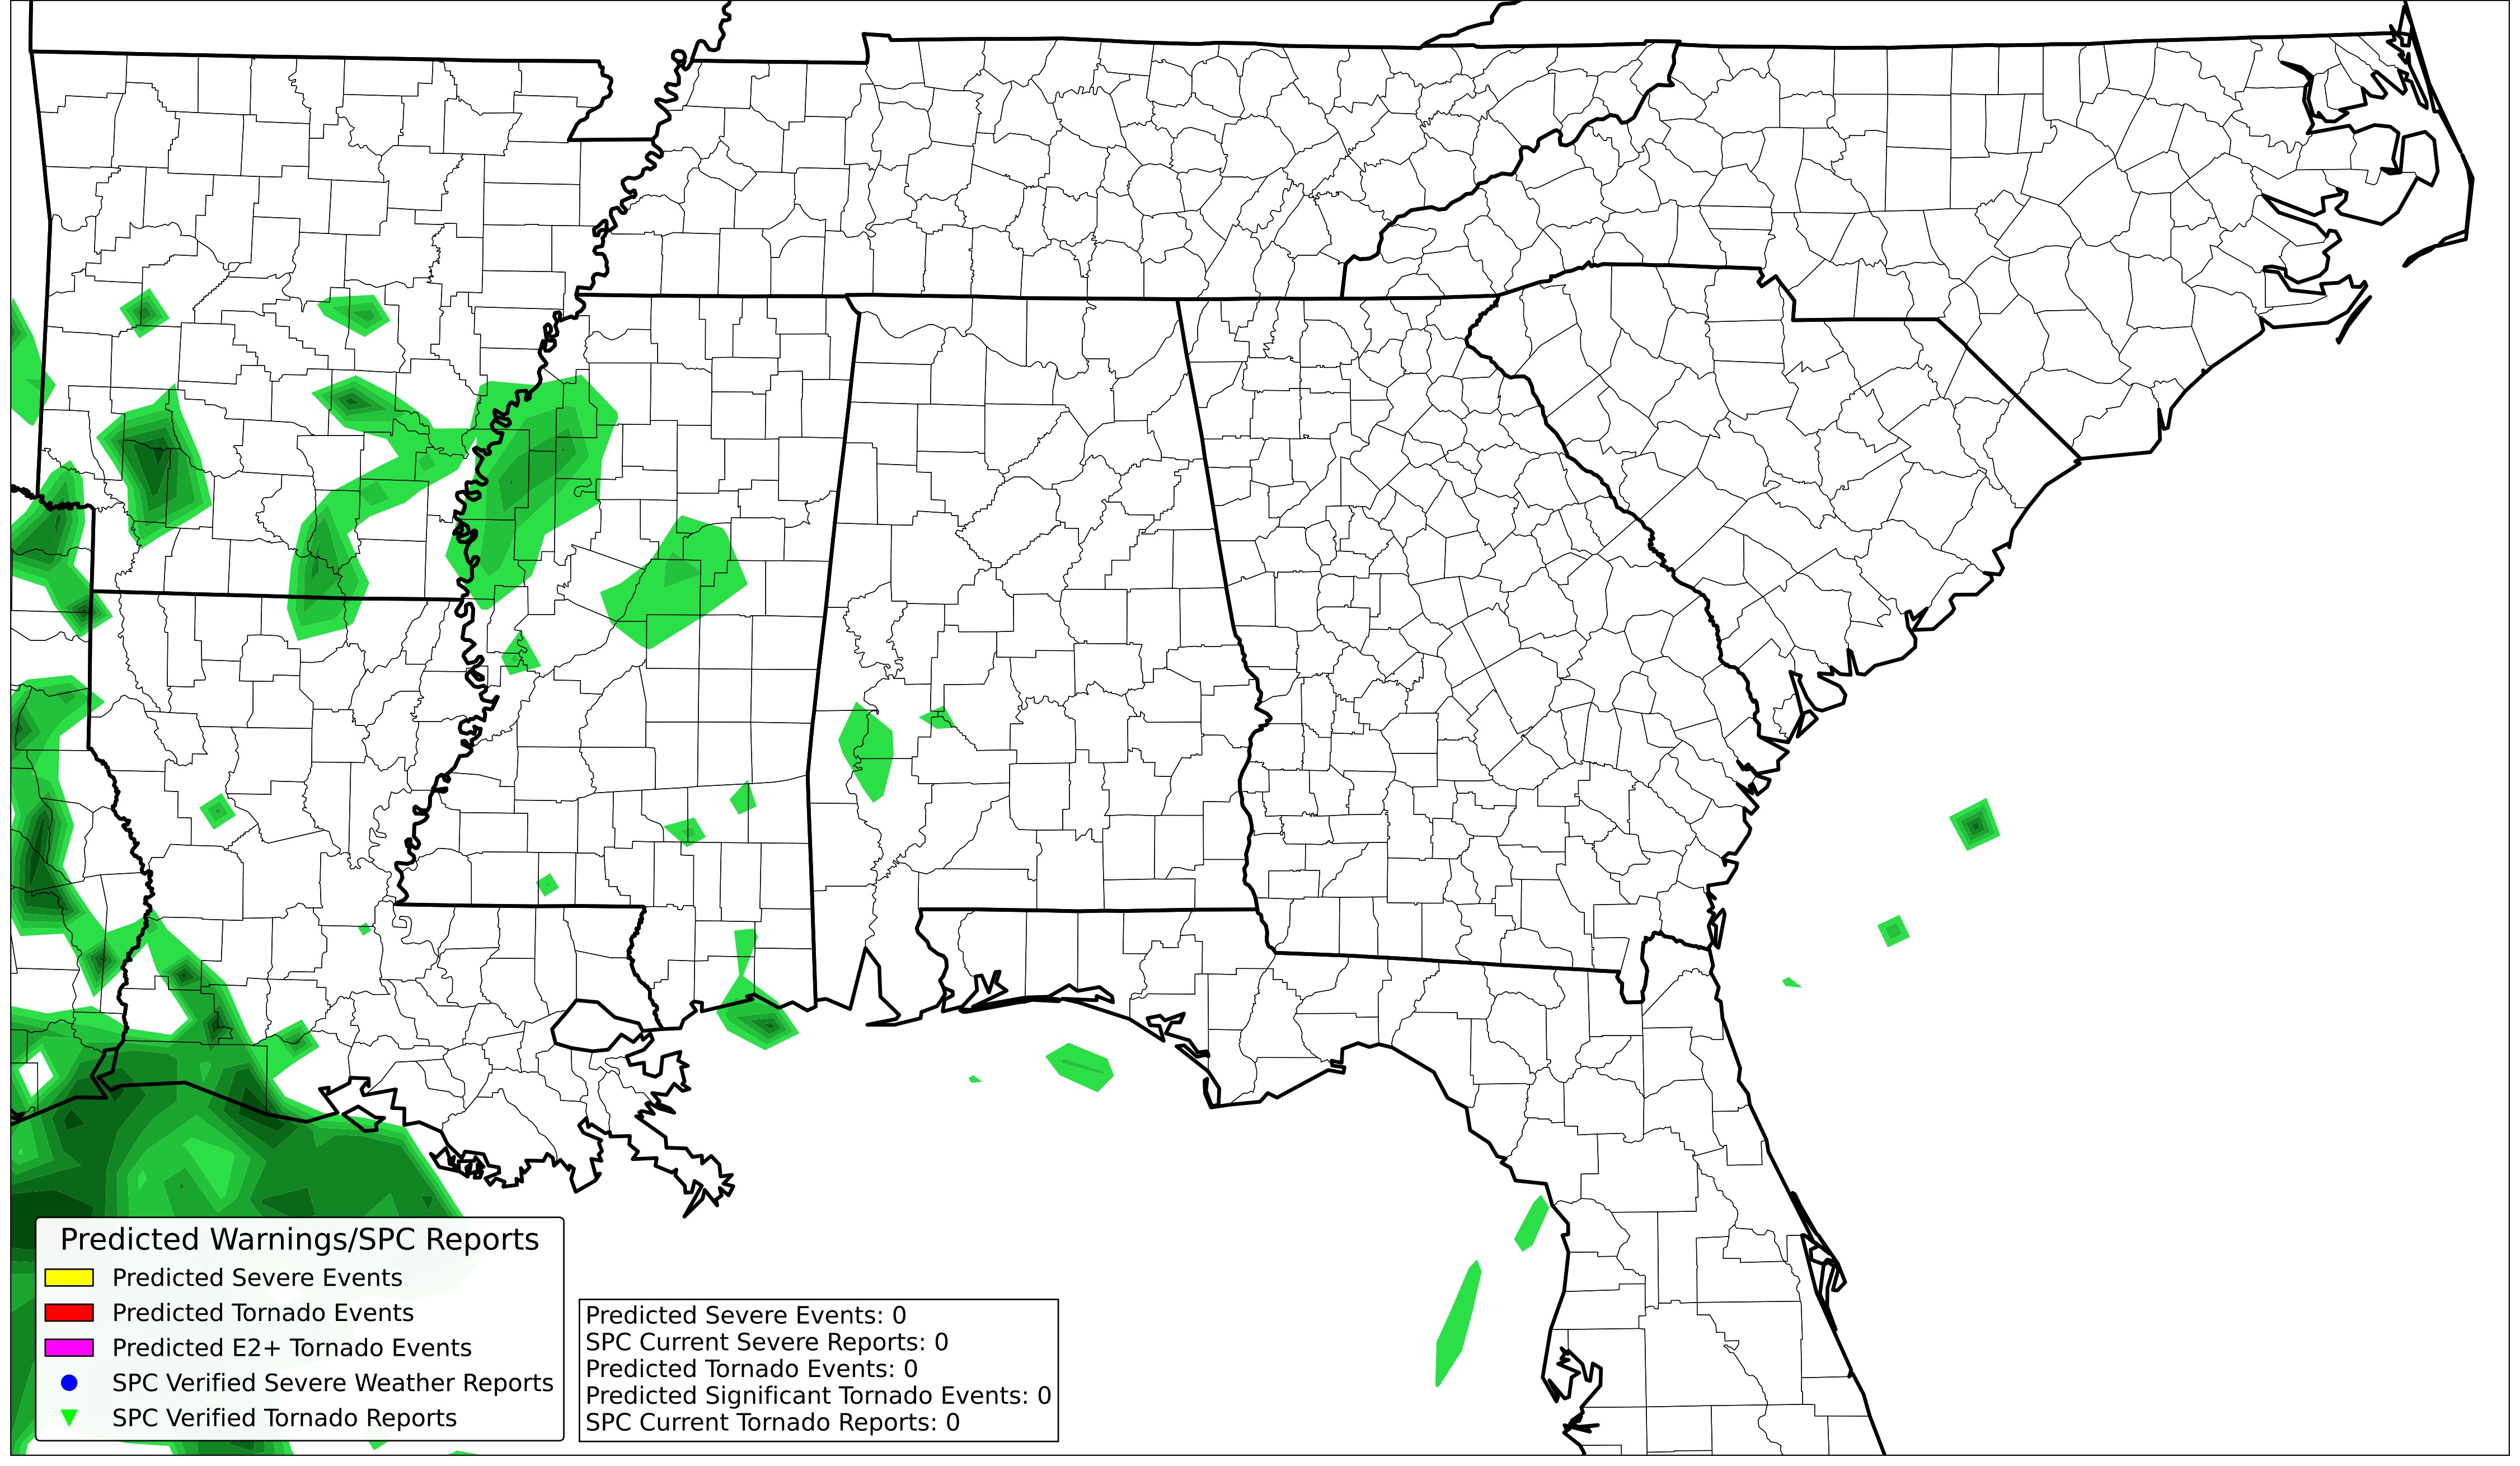 Predicted Warnings/SPC Reports
Predicted Severe Events
Predicted Tornado Events
Predicted E2+ Tornado Events
SPC Verified Severe Weather Reports
SPC Verified Tornado Reports
Predicted Severe Events: 0
SPC Current Severe Reports: 0
Predicted Tornado Events: 0
Predicted Significant Tornado Events: 0
SPC Current Tornado Reports: 0